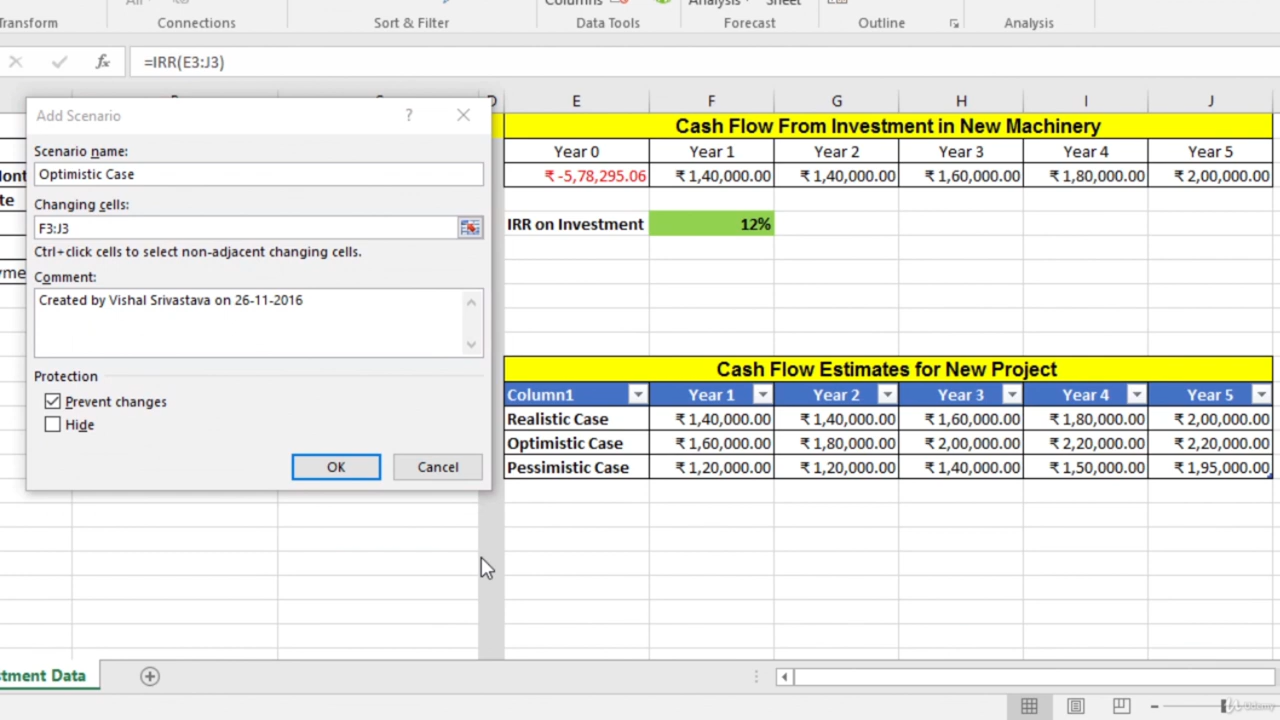 Transform
Connections
Sort & Filter
Data Tools
Forecast
Sheet
Outline
Analysis
fx
=IRR(E3:J3)
D E F G H I J
Add Scenario ? ×
Scenario name:
Optimistic Case
Changing cells:
F3:J3
Ctrl+click cells to select non-adjacent changing cells.
Comment:
Created by Vishal Srivastava on 26-11-2016
Protection
Prevent changes
Hide
OK Cancel
Cash Flow From Investment in New Machinery
Year 0 Year 1 Year 2 Year 3 Year 4 Year 5
₹ -5,78,295.06 ₹ 1,40,000.00 ₹ 1,40,000.00 ₹ 1,60,000.00 ₹ 1,80,000.00 ₹ 2,00,000.00
IRR on Investment 12%
Cash Flow Estimates for New Project
Column1 Year 1 Year 2 Year 3 Year 4 Year 5
Realistic Case ₹ 1,40,000.00 ₹ 1,40,000.00 ₹ 1,60,000.00 ₹ 1,80,000.00 ₹ 2,00,000.00
Optimistic Case ₹ 1,60,000.00 ₹ 1,80,000.00 ₹ 2,00,000.00 ₹ 2,20,000.00 ₹ 2,20,000.00
Pessimistic Case ₹ 1,20,000.00 ₹ 1,20,000.00 ₹ 1,40,000.00 ₹ 1,50,000.00 ₹ 1,95,000.00
stment Data
Udemy